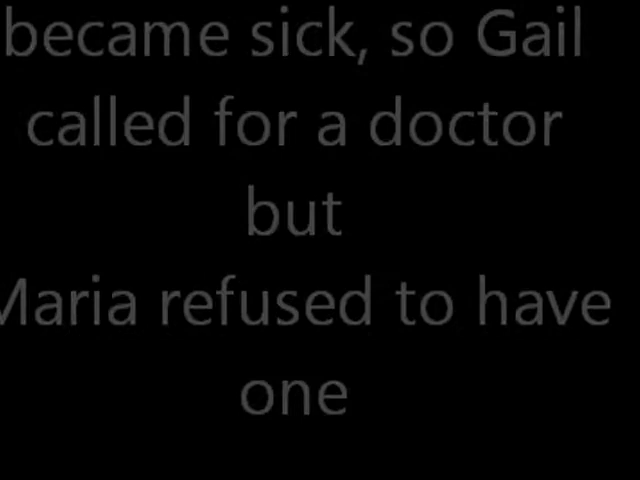 became sick, so Gail
called for a doctor
but
Maria refused to have
one